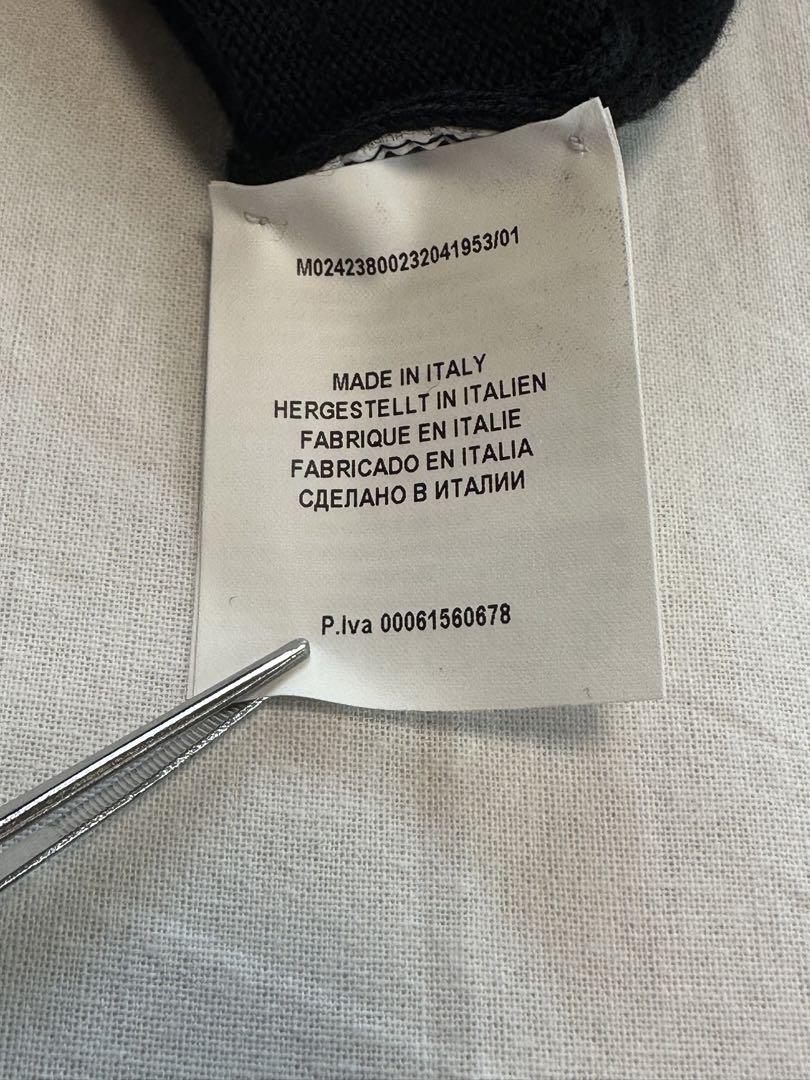 M02423800232041953/01
MADE IN ITALY
HERGESTELLT IN ITALIEN
FABRIQUE EN ITALIE
FABRICADO EN ITALIA
СДЕЛАНО В ИТАЛИИ
P.Iva 00061560678